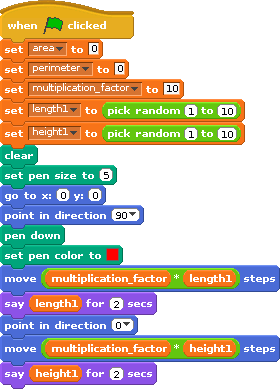 when clicked
set area to 0
set perimeter to 0
set multiplication_factor to 10
set length1 to pick random 1 to 10
set height1 to pick random 1 to 10
clear
set pen size to 5
go to x: 0 y: 0
point in direction 90
pen down
set pen color to
move multiplication_factor * length1 steps
say length1 for 2 secs
point in direction 0
move multiplication_factor * height1 steps
say height1 for 2 secs